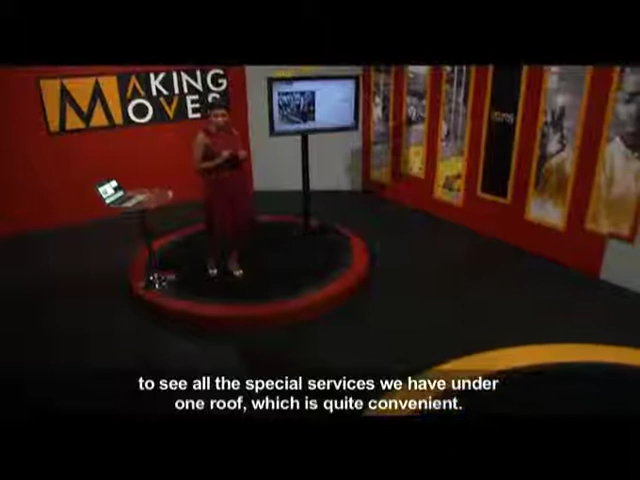 MAKING
MOVES
to see all the special services we have under
one roof, which is quite convenient.